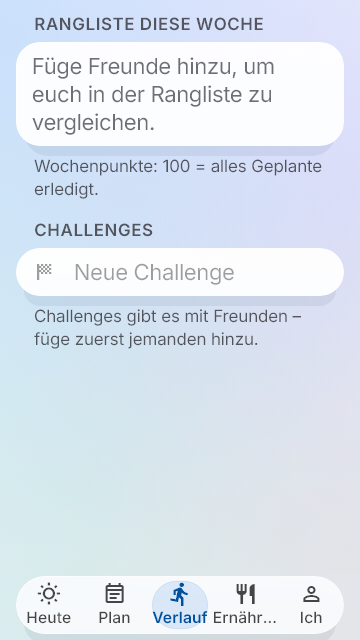 RANGLISTE DIESE WOCHE
Füge Freunde hinzu, um
euch in der Rangliste zu
vergleichen.
Wochenpunkte: 100 = alles Geplante
erledigt.
CHALLENGES
Neue Challenge
Challenges gibt es mit Freunden –
füge zuerst jemanden hinzu.
Heute Plan Verlauf Ernähr… Ich